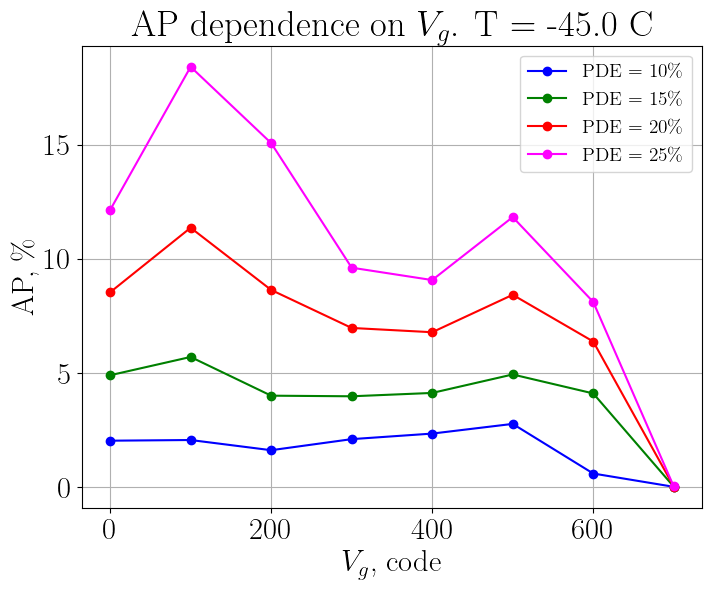 AP dependence on V_g. T = -45.0 C
PDE = 10%
PDE = 15%
PDE = 20%
PDE = 25%
AP, %
15
10
5
0
0 200 400 600
V_g, code